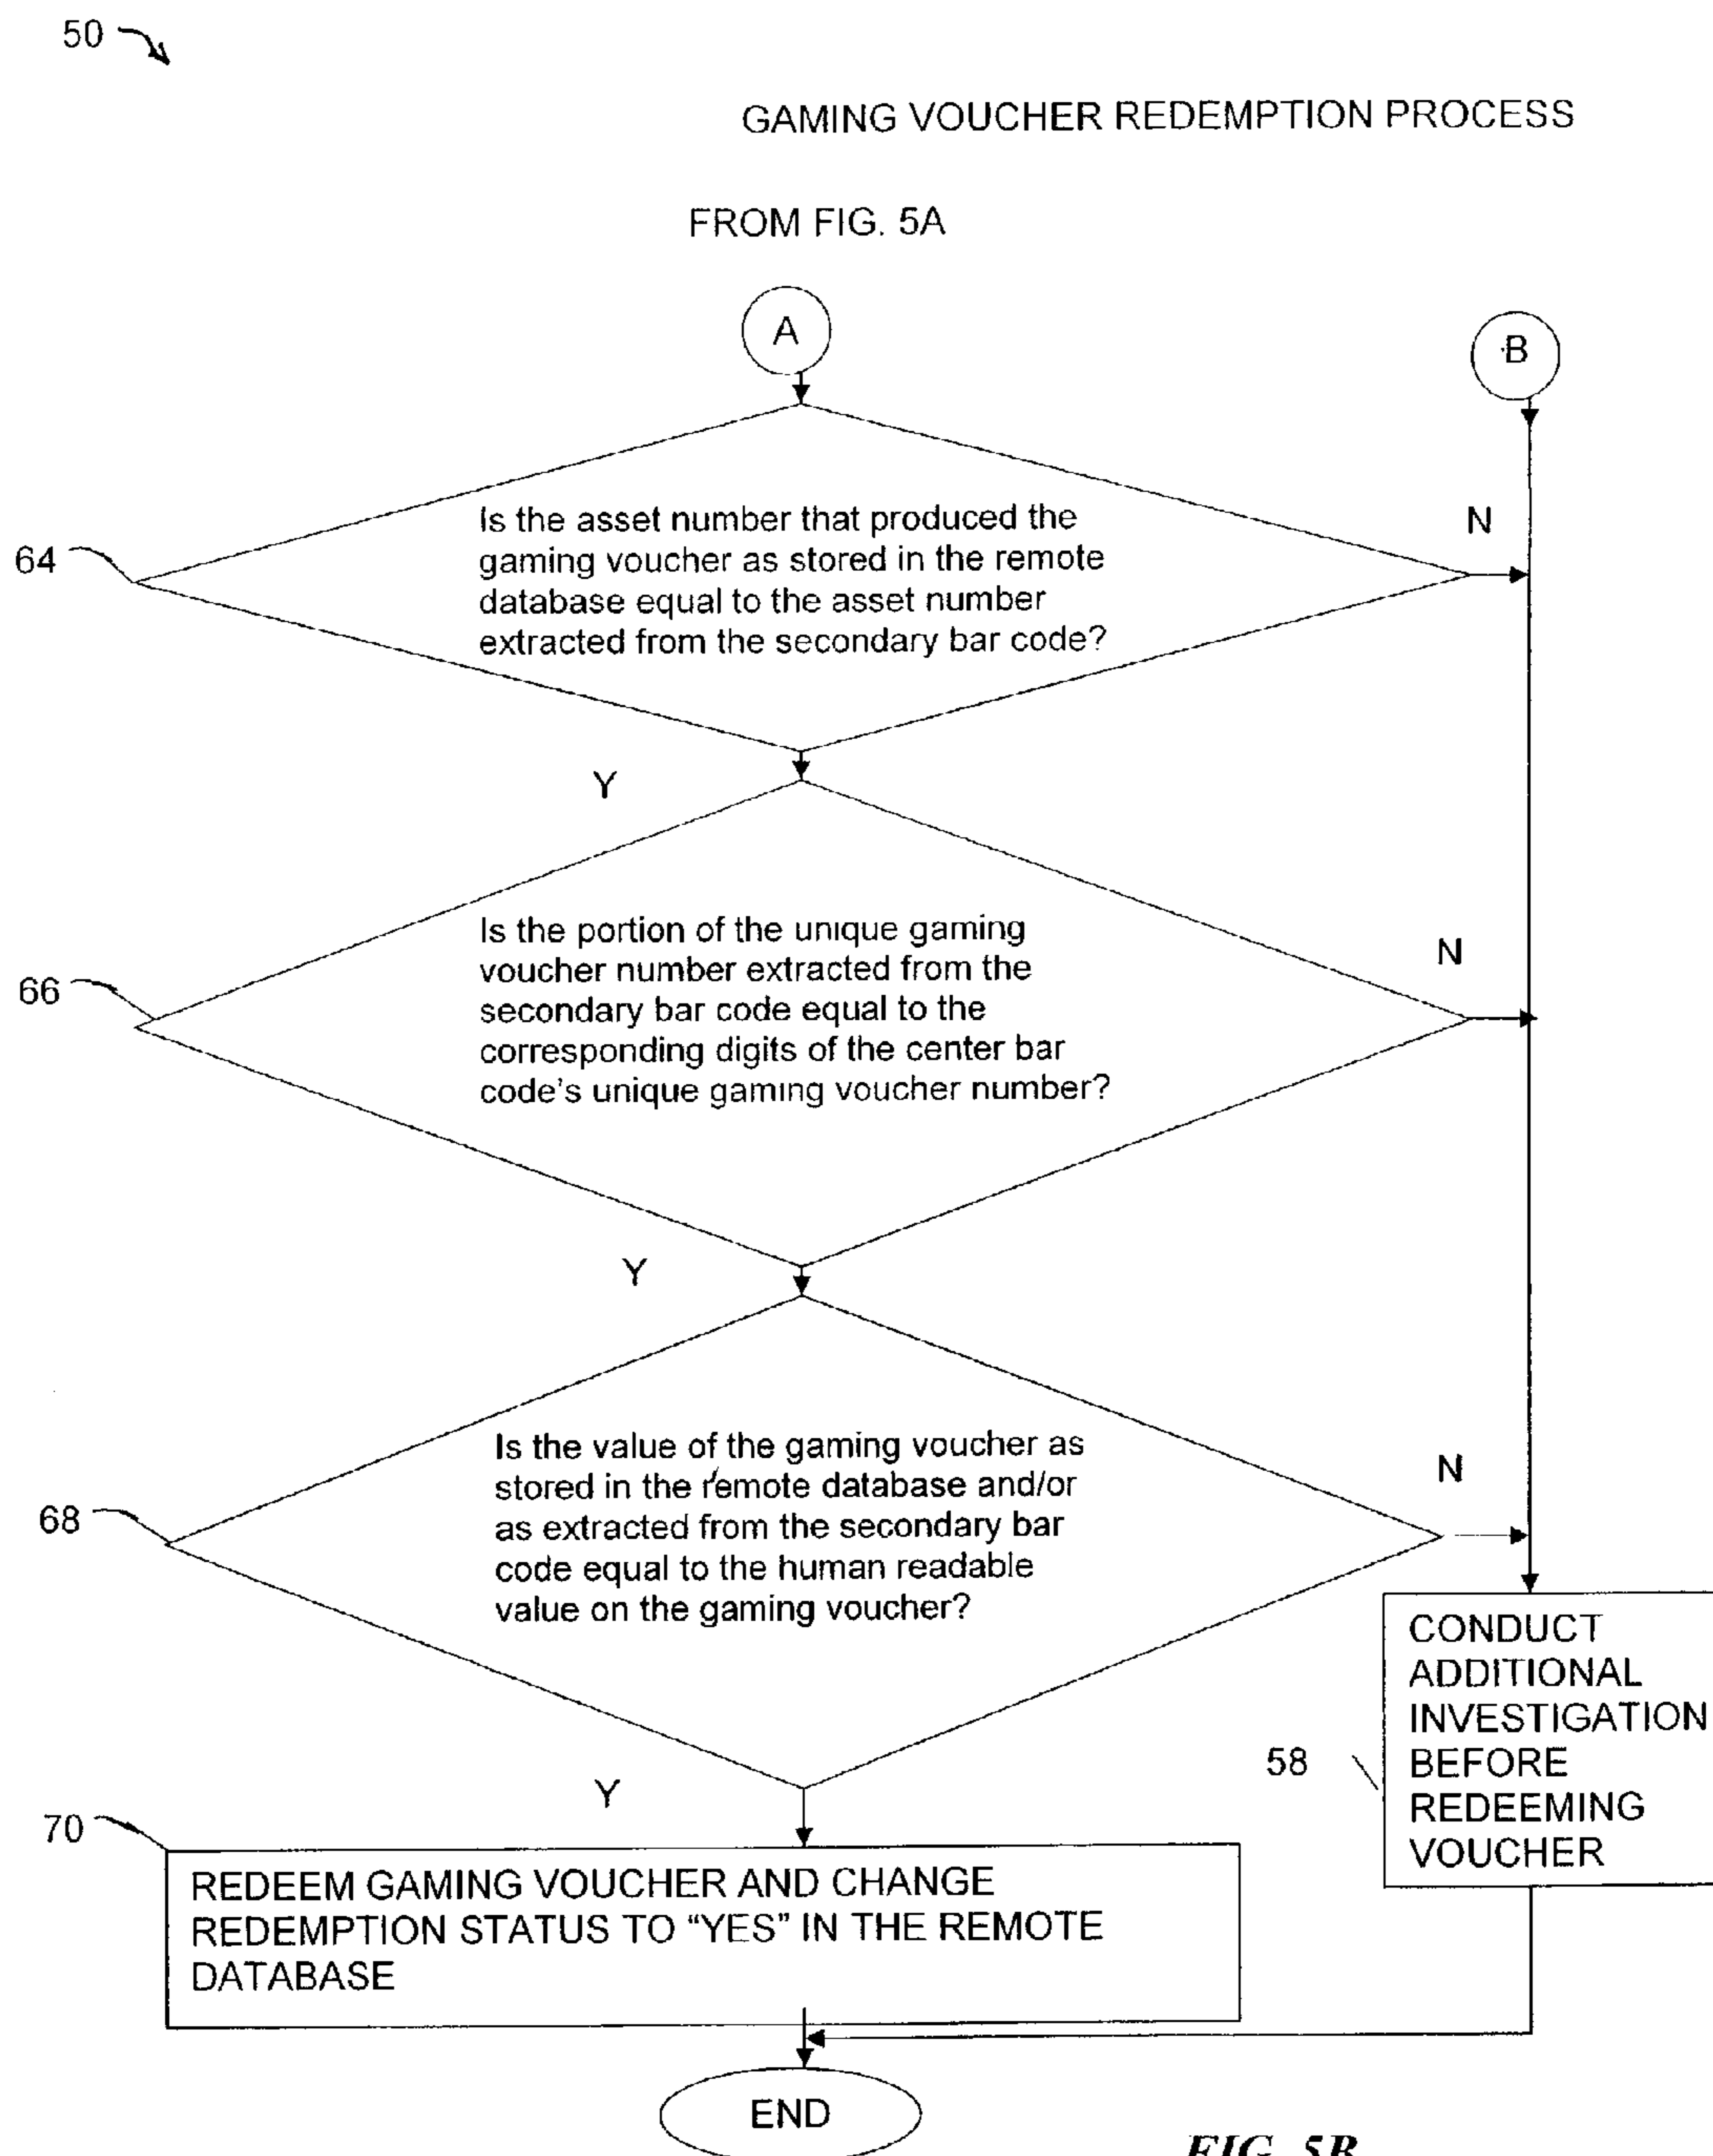 50
GAMING VOUCHER REDEMPTION PROCESS
FROM FIG. 5A
A
B
Is the asset number that produced the
gaming voucher as stored in the remote
database equal to the asset number
extracted from the secondary bar code?
N
64
Y
Is the portion of the unique gaming
voucher number extracted from the
secondary bar code equal to the
corresponding digits of the center bar
code's unique gaming voucher number?
N
66
Y
Is the value of the gaming voucher as
stored in the remote database and/or
as extracted from the secondary bar
code equal to the human readable
value on the gaming voucher?
N
68
CONDUCT
ADDITIONAL
INVESTIGATION
BEFORE
REDEEMING
VOUCHER
58
Y
70
REDEEM GAMING VOUCHER AND CHANGE
REDEMPTION STATUS TO “YES” IN THE REMOTE
DATABASE
END
FIG. 5B